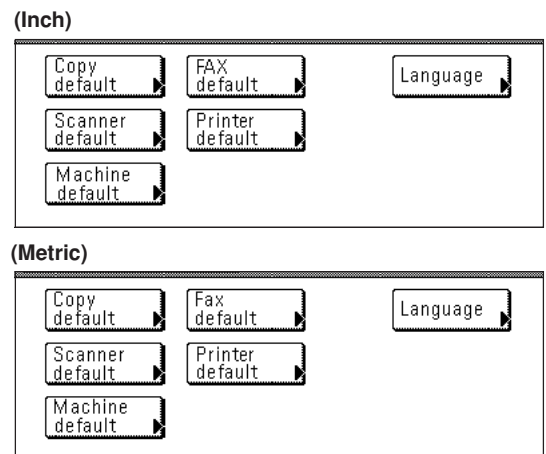 (Inch)
Copy
default
FAX
default
Language
Scanner
default
Printer
default
Machine
default
(Metric)
Copy
default
Fax
default
Language
Scanner
default
Printer
default
Machine
default